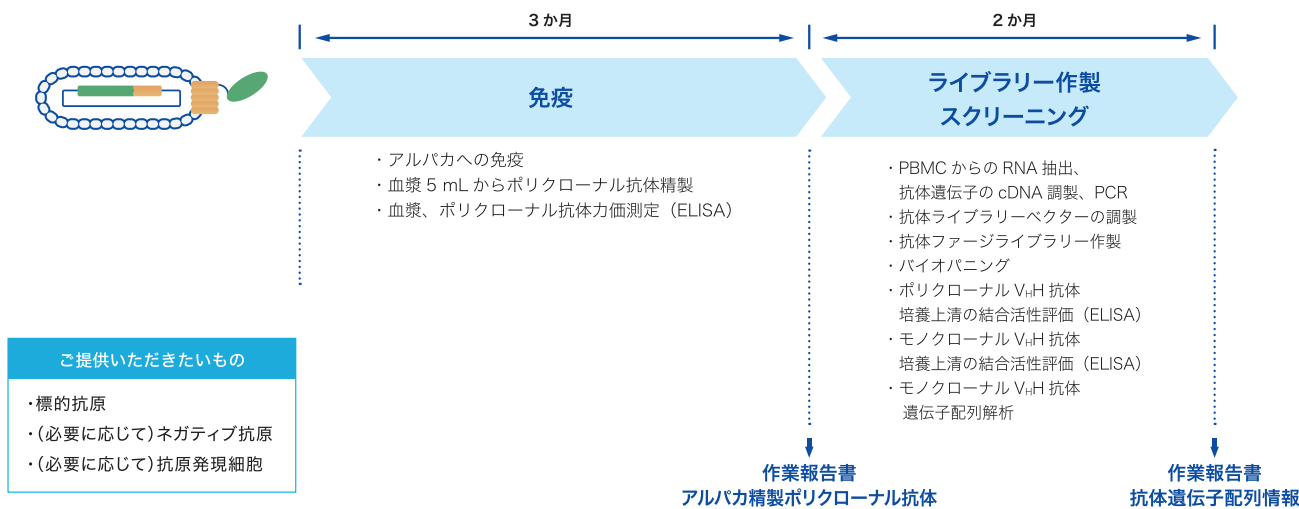 3か月
2か月
免疫
ライブラリー作製
スクリーニング
・アルパカへの免疫
・血漿 5 mL からポリクローナル抗体精製
・血漿、ポリクローナル抗体力価測定（ELISA）
・PBMC からの RNA 抽出、
抗体遺伝子の cDNA 調製、PCR
・抗体ライブラリーベクターの調製
・抗体ファージライブラリー作製
・バイオパニング
・ポリクローナル VHH 抗体
培養上清の結合活性評価（ELISA）
・モノクローナル VHH 抗体
培養上清の結合活性評価（ELISA）
・モノクローナル VHH 抗体
遺伝子配列解析
ご提供いただきたいもの
・標的抗原
・（必要に応じて）ネガティブ抗原
・（必要に応じて）抗原発現細胞
作業報告書
アルパカ精製ポリクローナル抗体
作業報告書
抗体遺伝子配列情報